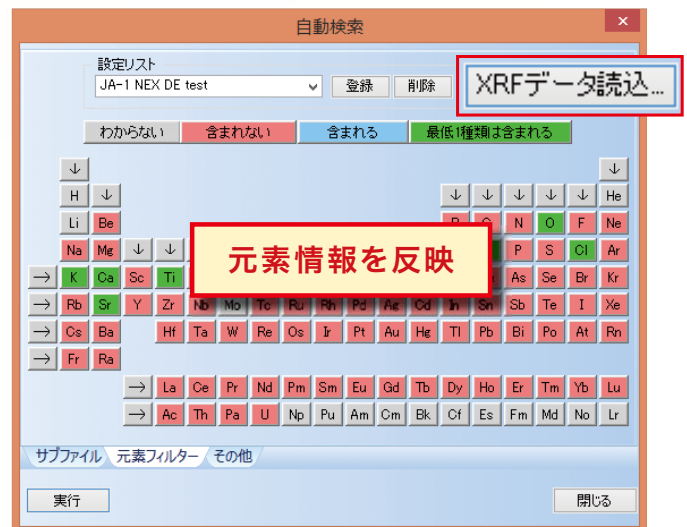 自動検索
×
設定リスト
JA-1 NEX DE test
登録 削除 XRFデータ読込...
わからない 含まれない 含まれる 最低1種類は含まれる
↓ ↓
H ↓ ↓ ↓ ↓ ↓ ↓ He
Li Be N O F Ne
Na Mg ↓ ↓ P S Cl Ar
元素情報を反映
→ K Ca Sc Ti As Se Br Kr
→ Rb Sr Y Zr Nb Mo Tc Ru Rh Pd Ag Cd In Sn Sb Te I Xe
→ Cs Ba Hf Ta W Re Os Ir Pt Au Hg Tl Pb Bi Po At Rn
→ Fr Ra
→ La Ce Pr Nd Pm Sm Eu Gd Tb Dy Ho Er Tm Yb Lu
→ Ac Th Pa U Np Pu Am Cm Bk Cf Es Fm Md No Lr
サブファイル 元素フィルター その他
実行 閉じる